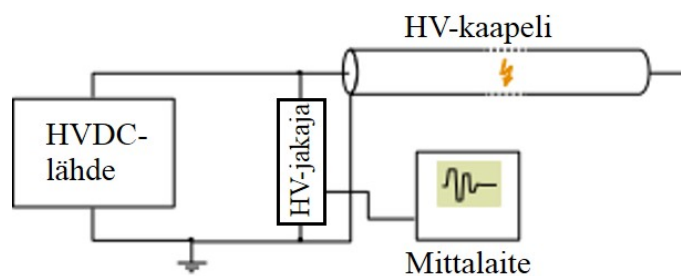 HV-kaapeli
HVDC-
lähde
HV-jakaja
Mittalaite